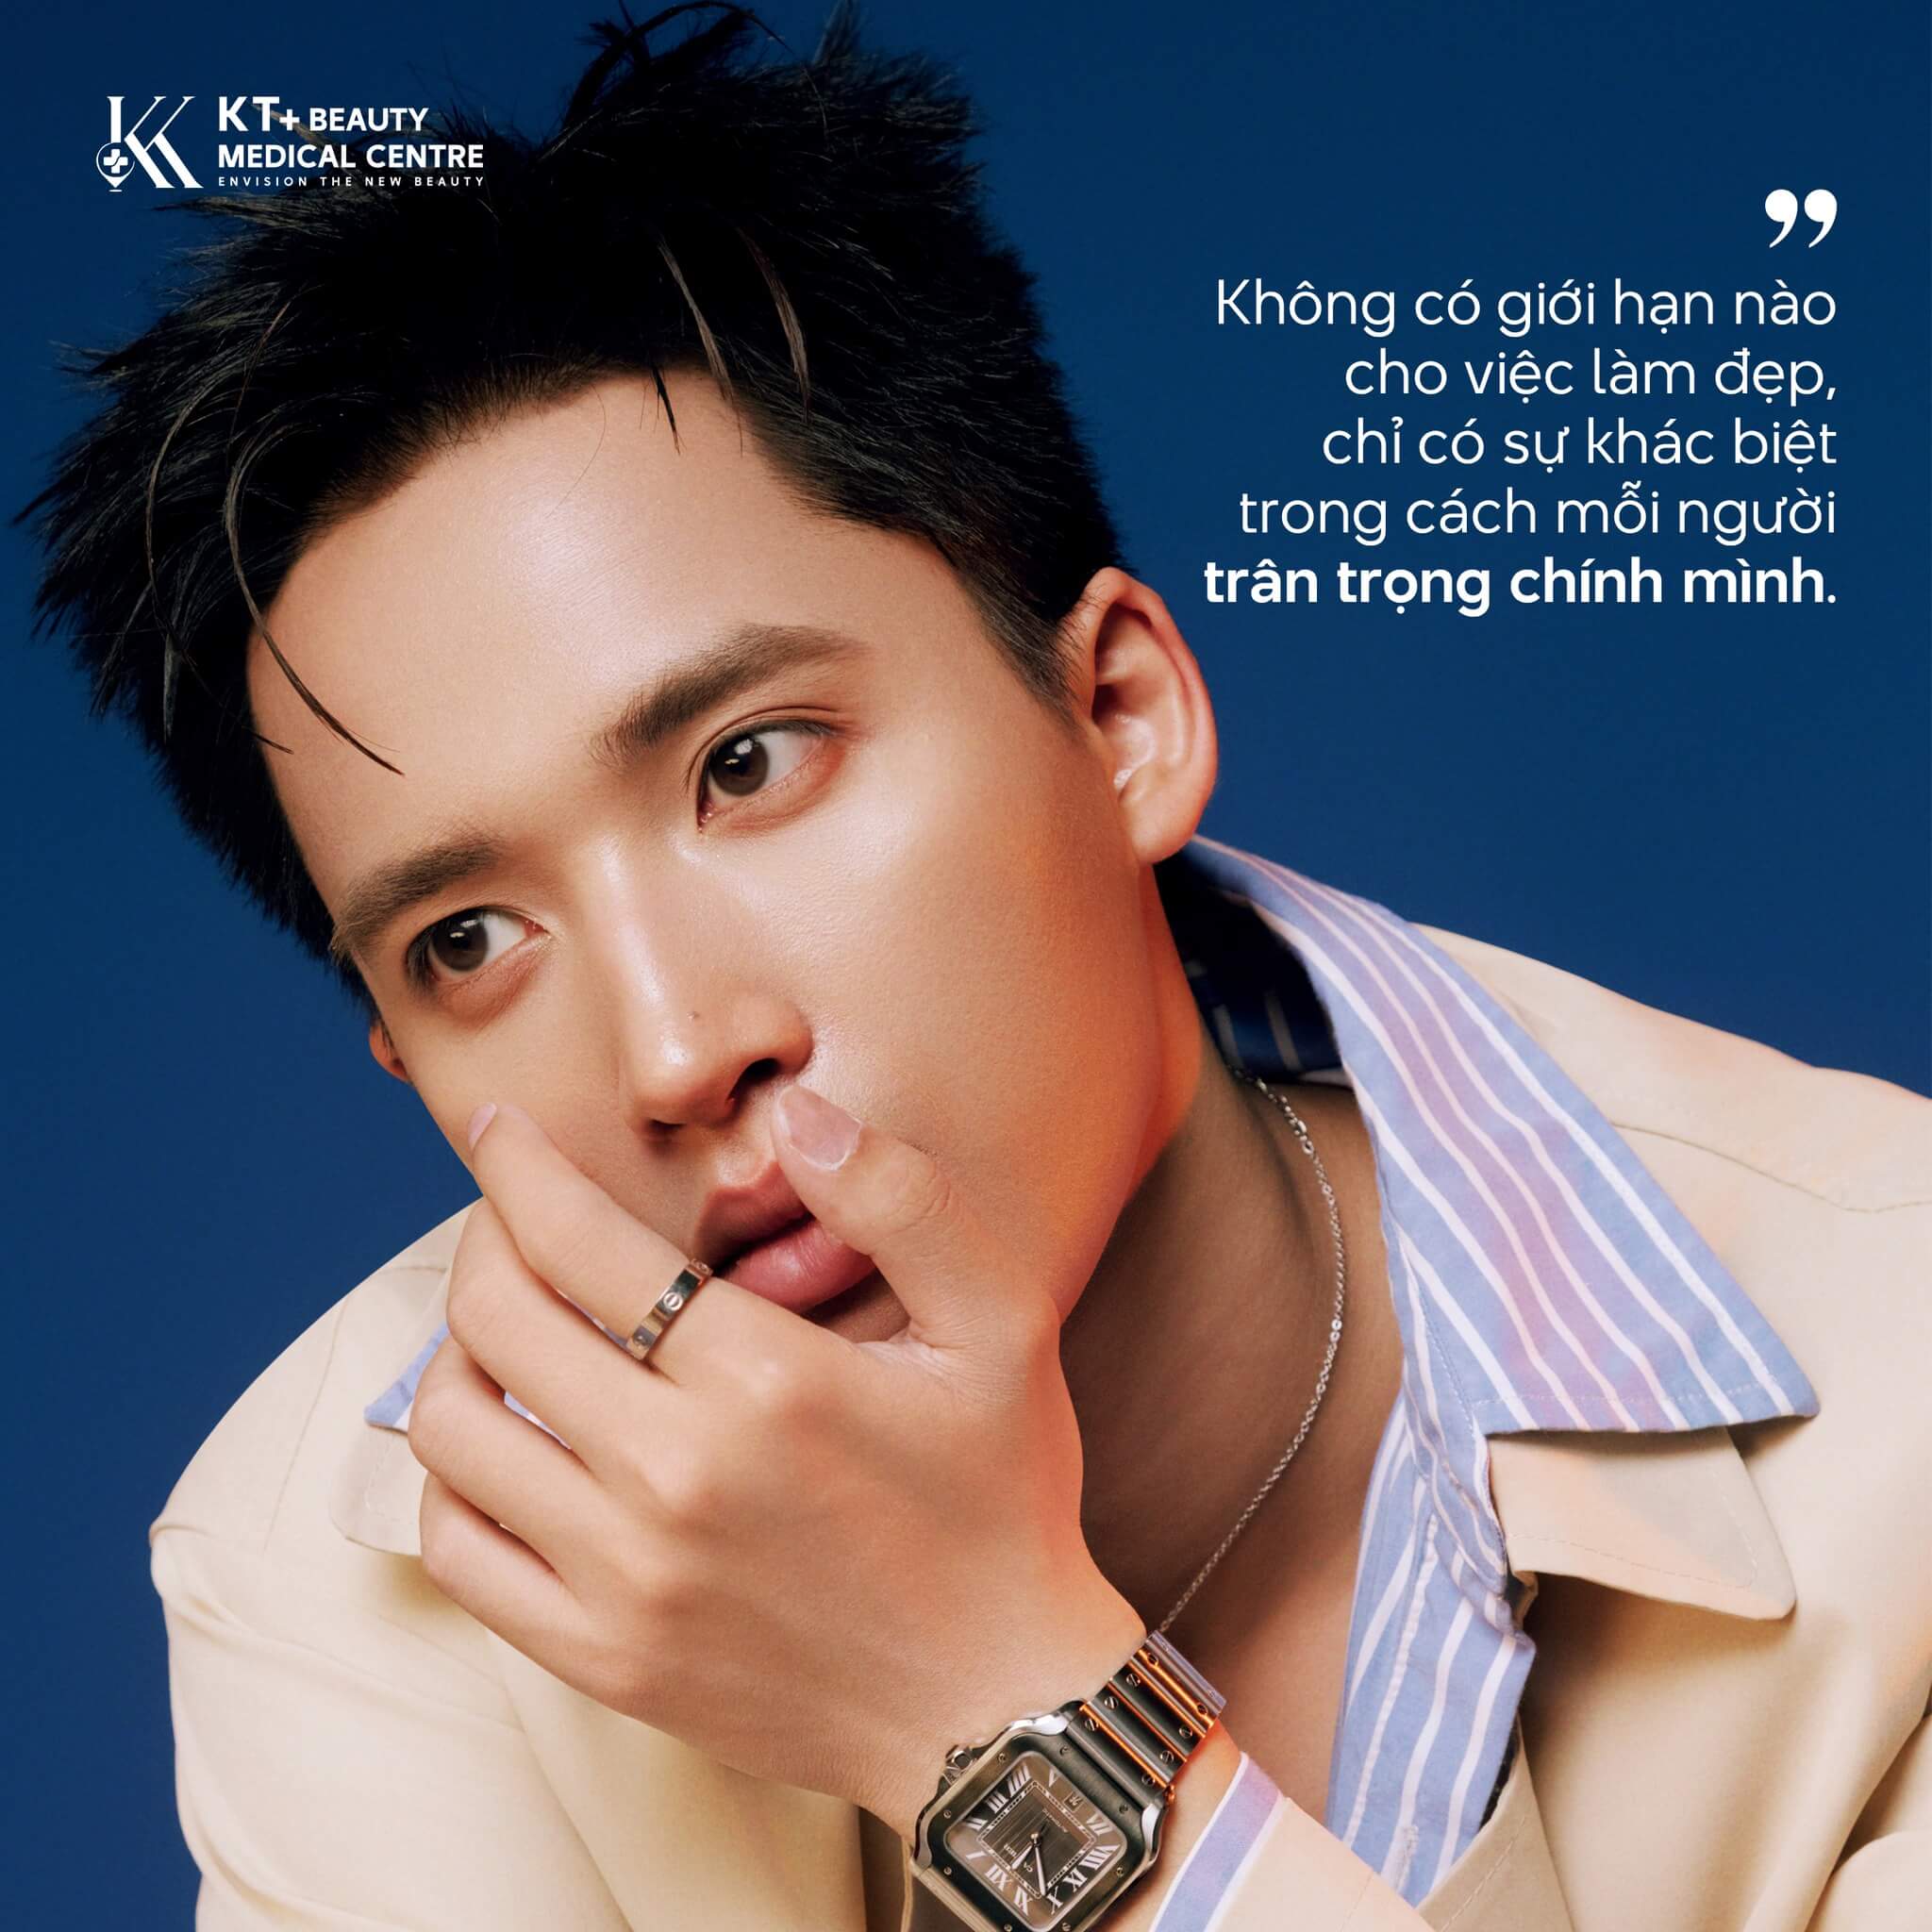 KT+ BEAUTY
MEDICAL CENTRE
ENVISION THE NEW BEAUTY
”
Không có giới hạn nào
cho việc làm đẹp,
chỉ có sự khác biệt
trong cách mỗi người
trân trọng chính mình.